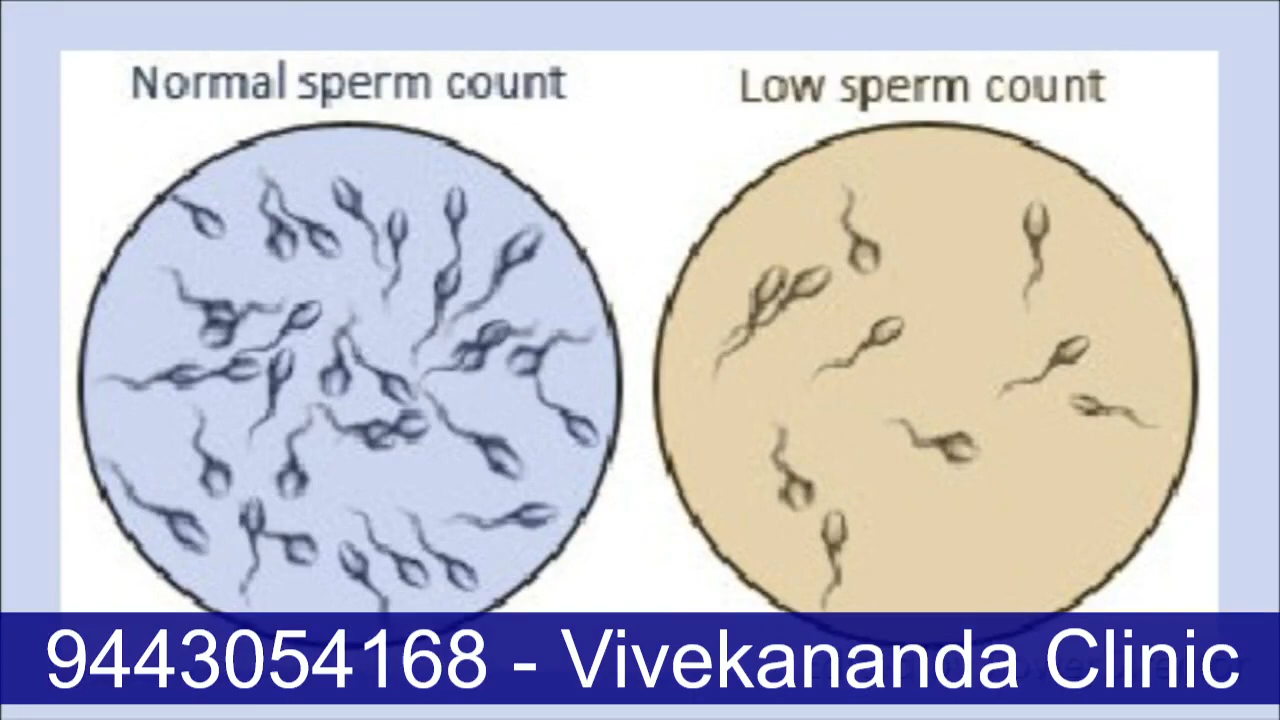 Normal sperm count
Low sperm count
9443054168 - Vivekananda Clinic